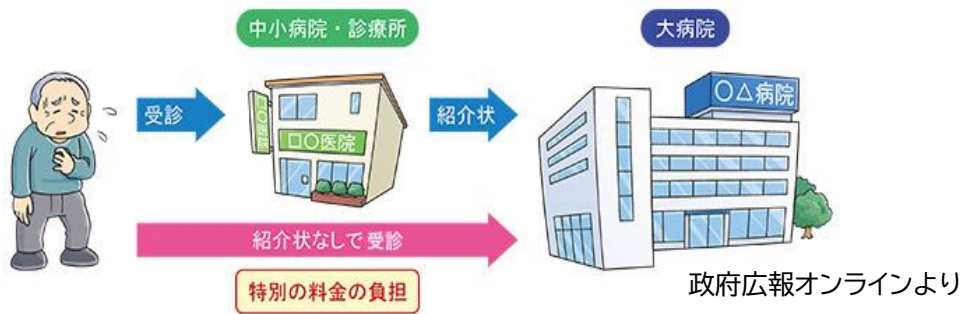 中小病院・診療所
大病院
受診
□○医院
□○医院
紹介状
○△病院
紹介状なしで受診
特別の料金の負担
政府広報オンラインより